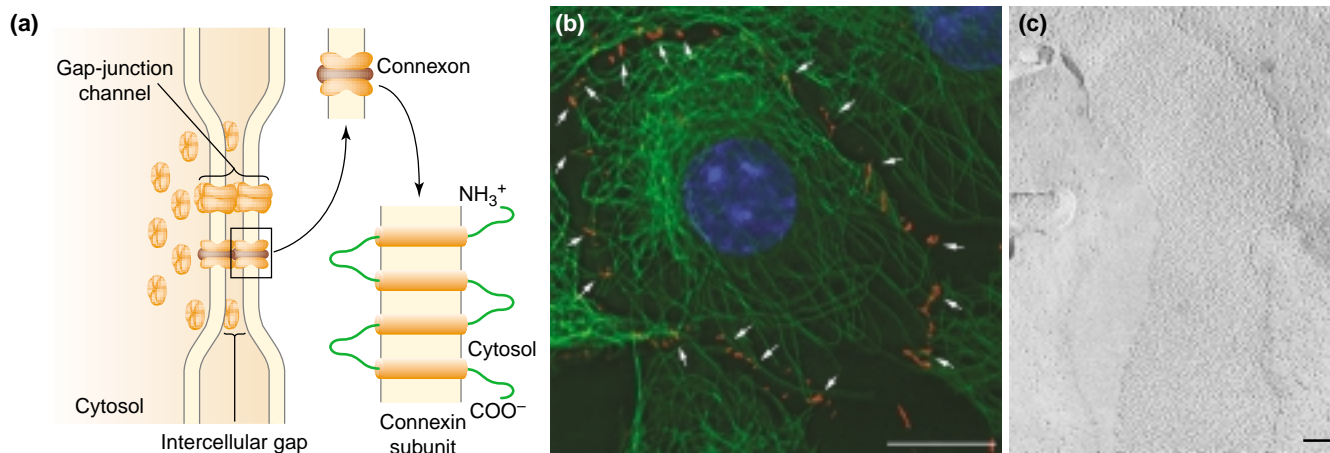 (a)
Gap-junction
channel
Connexon
NH₃⁺
Cytosol
COO⁻
Cytosol
Intercellular gap
Connexin
subunit
(b)
(c)